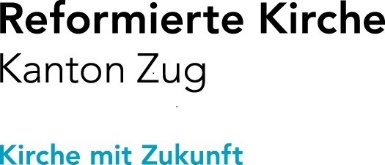 Reformierte Kirche
Kanton Zug
Kirche mit Zukunft